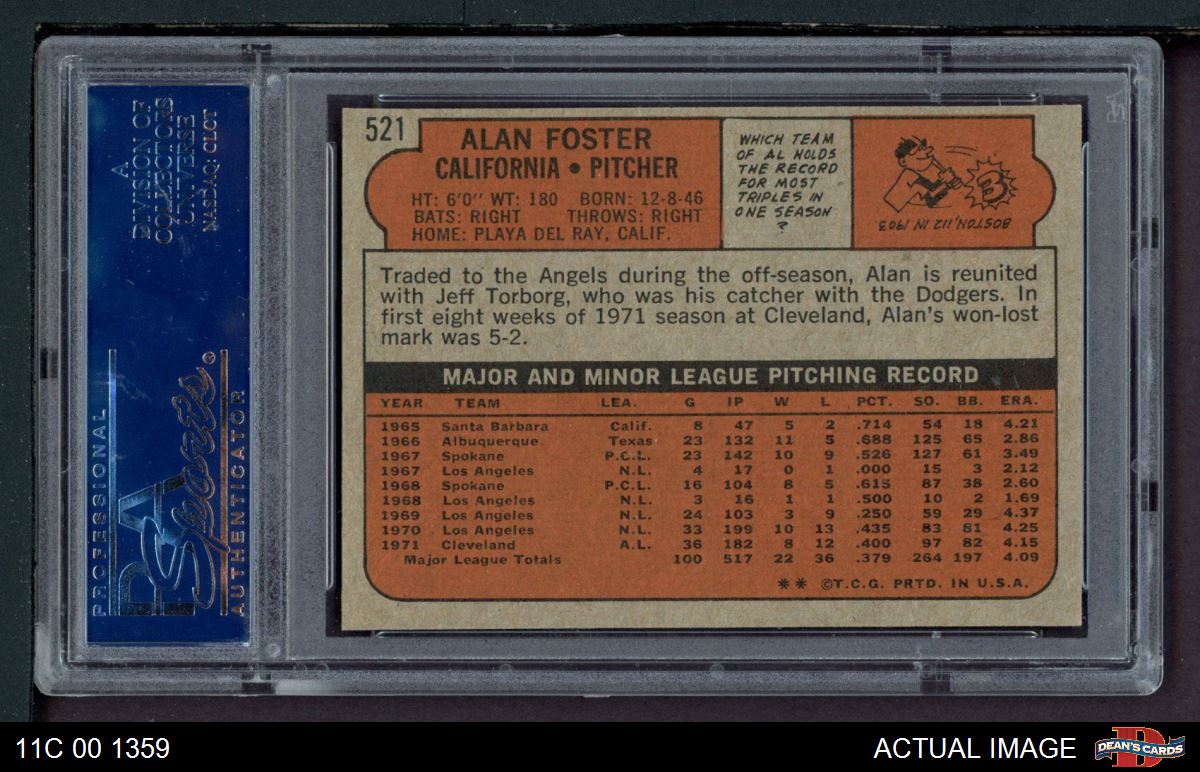 A
DIVISION OF
COLLECTORS
UNIVERSE
NASDAQ: CLCT
PROFESSIONAL
PSA
Sports
®
AUTHENTICATOR
521
ALAN FOSTER
CALIFORNIA • PITCHER
HT: 6'0" WT: 180 BORN: 12-8-46
BATS: RIGHT THROWS: RIGHT
HOME: PLAYA DEL RAY, CALIF.
WHICH TEAM
OF AL HOLDS
THE RECORD
FOR MOST
TRIPLES IN
ONE SEASON
?
3
BOSTON, 112 IN 1903.
Traded to the Angels during the off-season, Alan is reunited
with Jeff Torborg, who was his catcher with the Dodgers. In
first eight weeks of 1971 season at Cleveland, Alan's won-lost
mark was 5-2.
MAJOR AND MINOR LEAGUE PITCHING RECORD
YEAR TEAM LEA. G IP W L PCT. SO. BB. ERA.
1965 Santa Barbara Calif. 8 47 5 2 .714 54 18 4.21
1966 Albuquerque Texas 23 132 11 5 .688 125 65 2.86
1967 Spokane P.C.L. 23 142 10 9 .526 127 61 3.49
1967 Los Angeles N.L. 4 17 0 1 .000 15 3 2.12
1968 Spokane P.C.L. 16 104 8 5 .615 87 38 2.60
1968 Los Angeles N.L. 3 16 1 1 .500 10 2 1.69
1969 Los Angeles N.L. 24 103 3 9 .250 59 29 4.37
1970 Los Angeles N.L. 33 199 10 13 .435 83 81 4.25
1971 Cleveland A.L. 36 182 8 12 .400 97 82 4.15
Major League Totals 100 517 22 36 .379 264 197 4.09
** ©T.C.G. PRTD. IN U.S.A.
11C 00 1359
ACTUAL IMAGE
D
DEAN'S CARDS